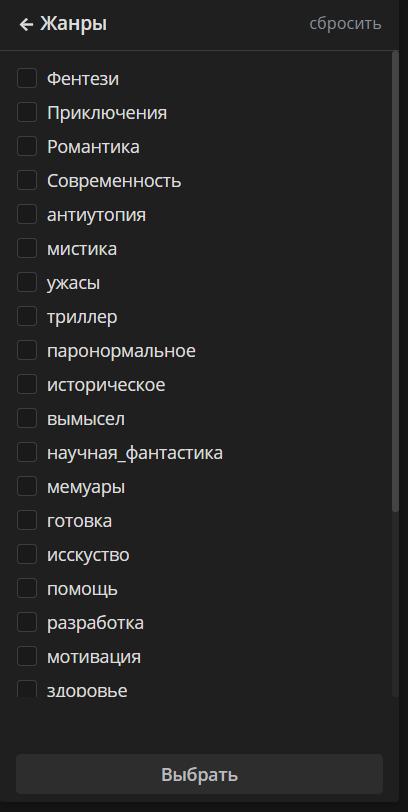 ← Жанры сбросить
Фентези
Приключения
Романтика
Современность
антиутопия
мистика
ужасы
триллер
паронормальное
историческое
вымысел
научная_фантастика
мемуары
готовка
исскуство
помощь
разработка
мотивация
здоровье
Выбрать